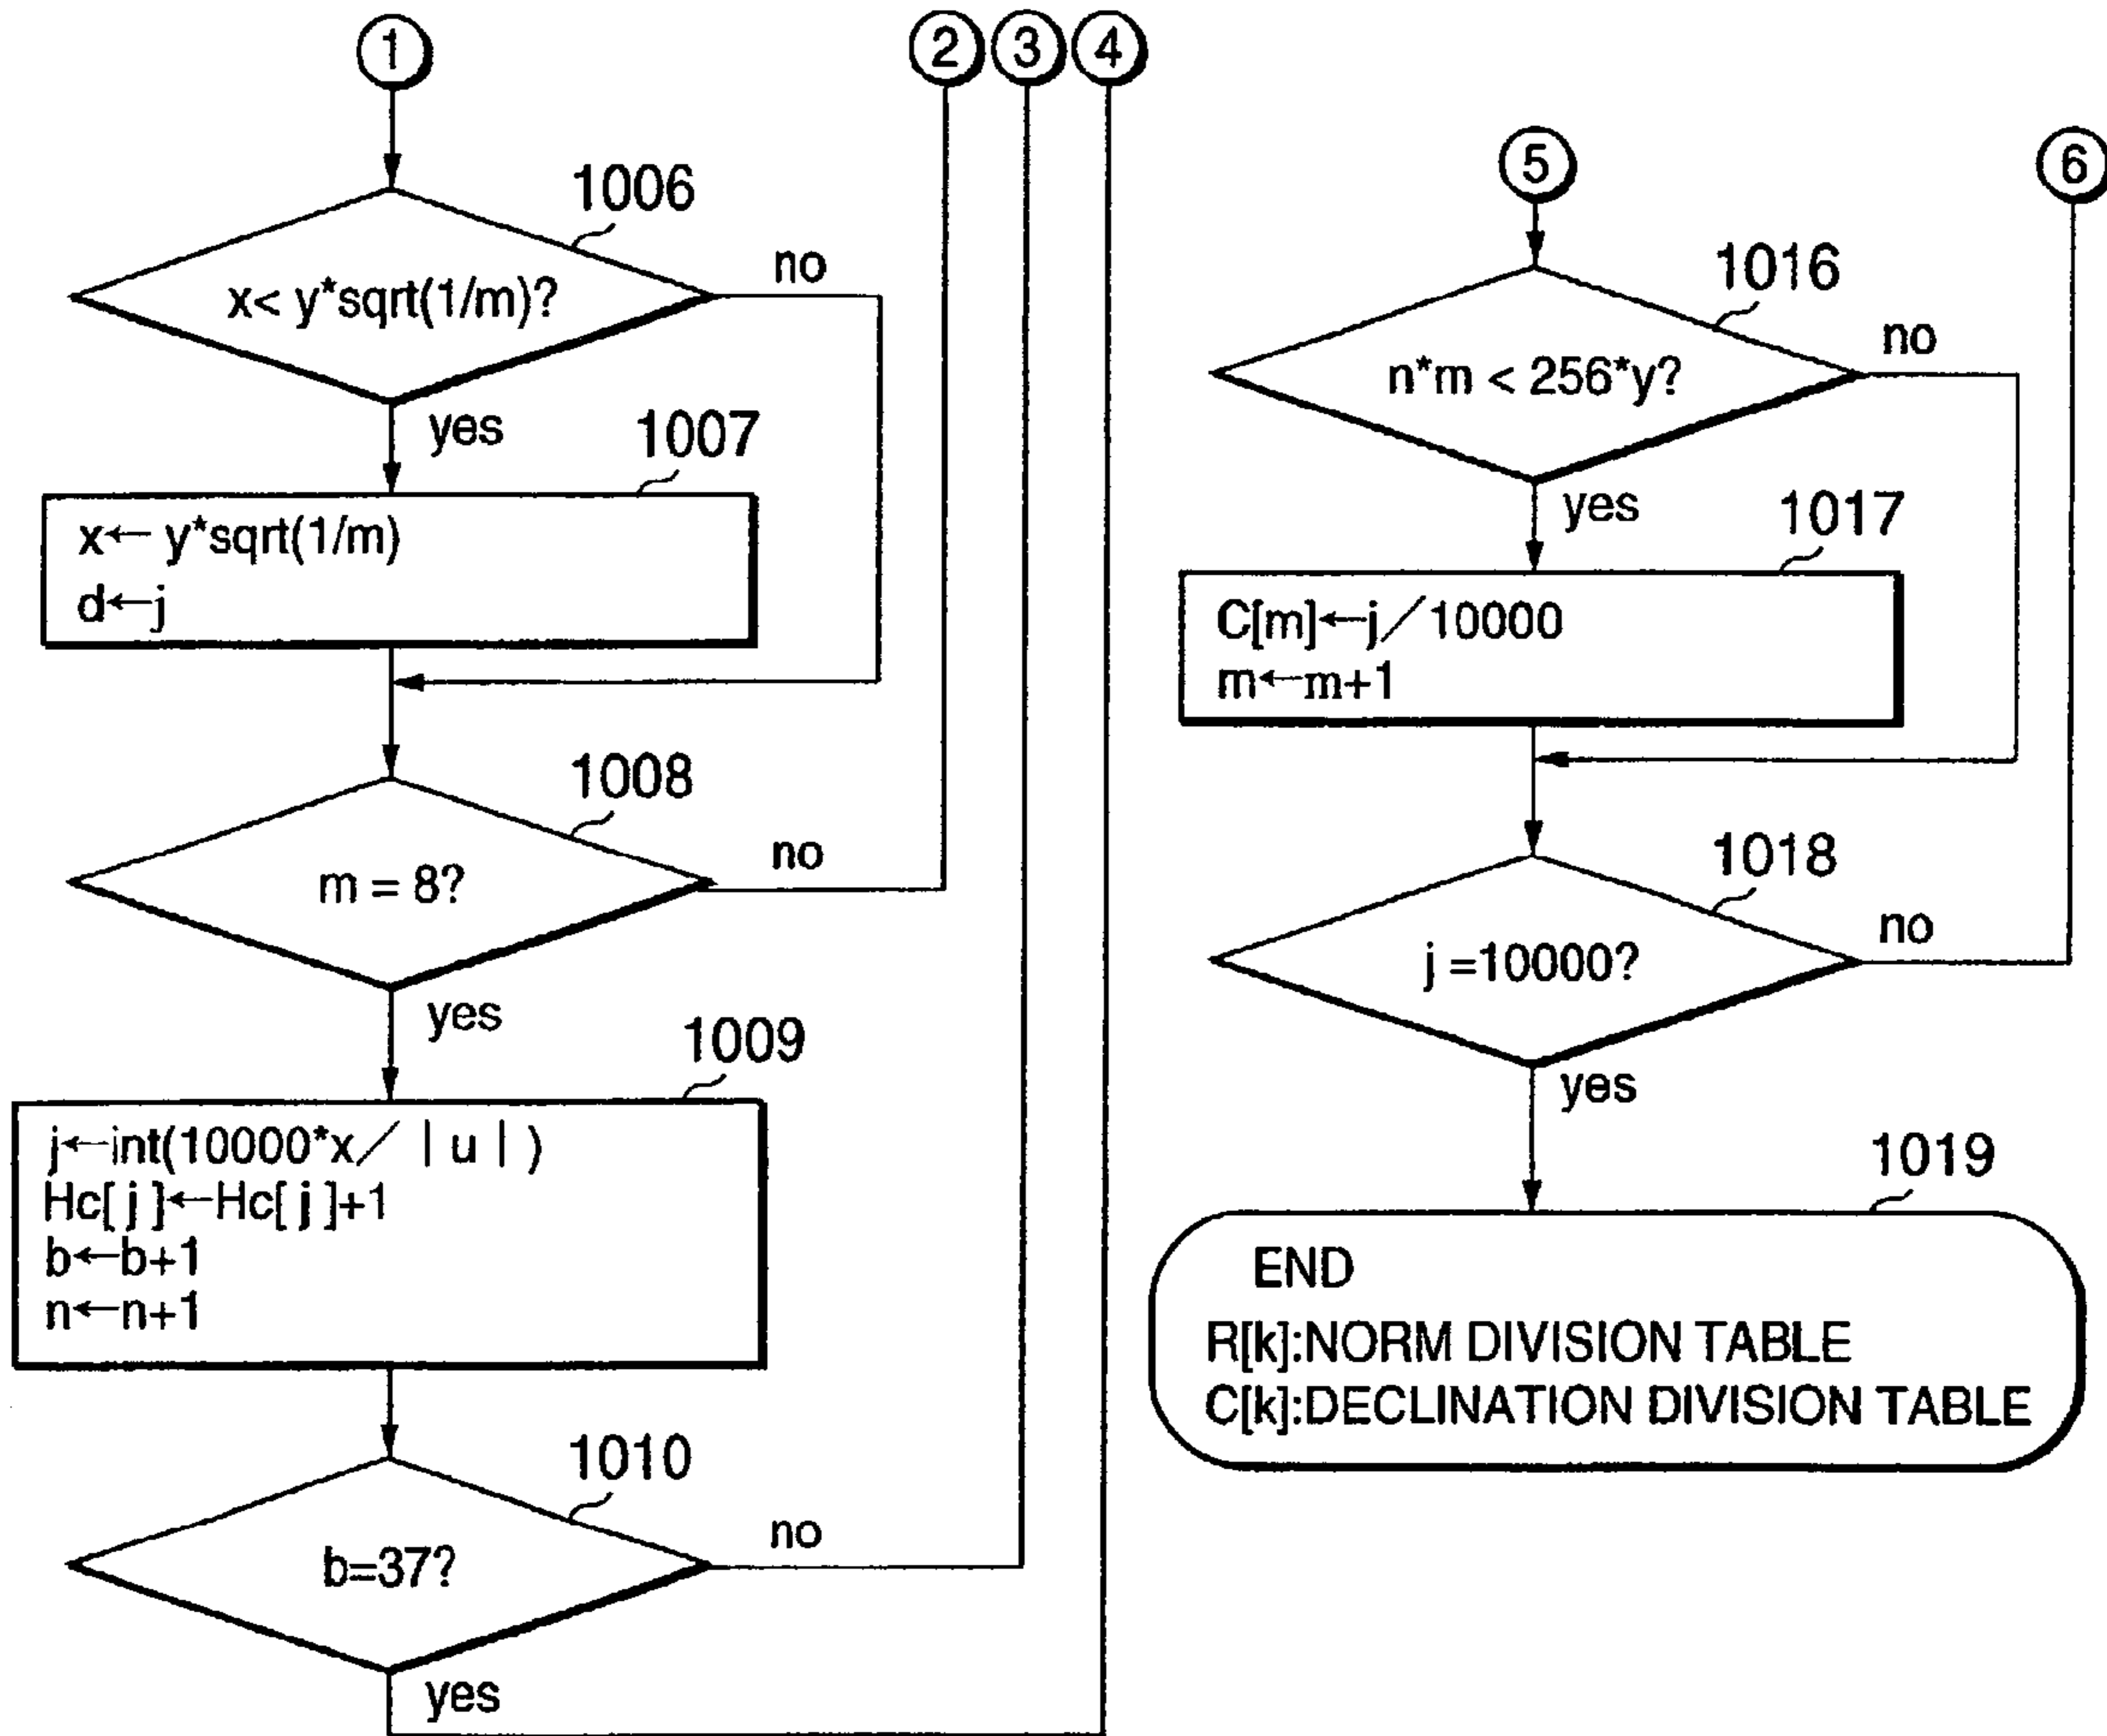 ①
1006
x< y*sqrt(1/m)?
no
yes
1007
x← y*sqrt(1/m)
d←j
1008
m = 8?
no
yes
1009
j←int(10000*x/ | u | )
Hc[ j ]←Hc[ j ]+1
b←b+1
n←n+1
1010
b=37?
no
yes
② ③ ④
⑤ ⑥
1016
n*m < 256*y?
no
yes
1017
C[m]←j/10000
m←m+1
1018
j =10000?
no
yes
1019
END
R[k]:NORM DIVISION TABLE
C[k]:DECLINATION DIVISION TABLE